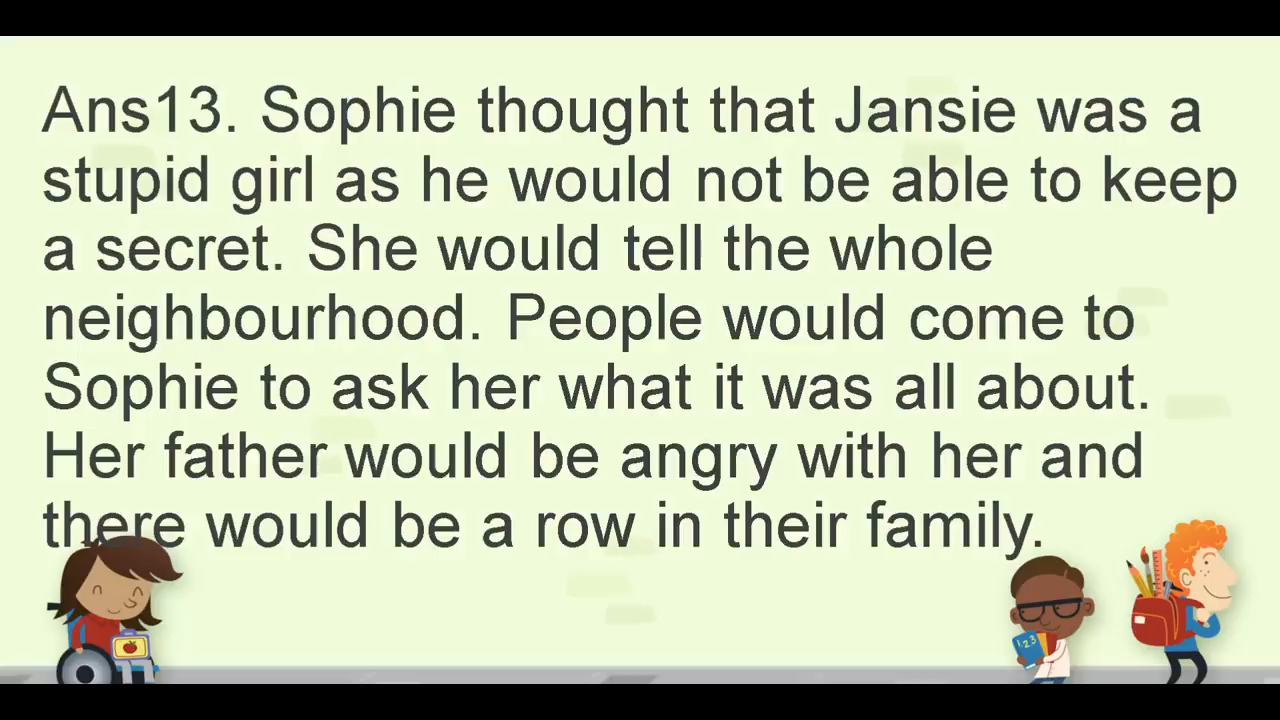 Ans13. Sophie thought that Jansie was a
stupid girl as he would not be able to keep
a secret. She would tell the whole
neighbourhood. People would come to
Sophie to ask her what it was all about.
Her father would be angry with her and
there would be a row in their family.
123